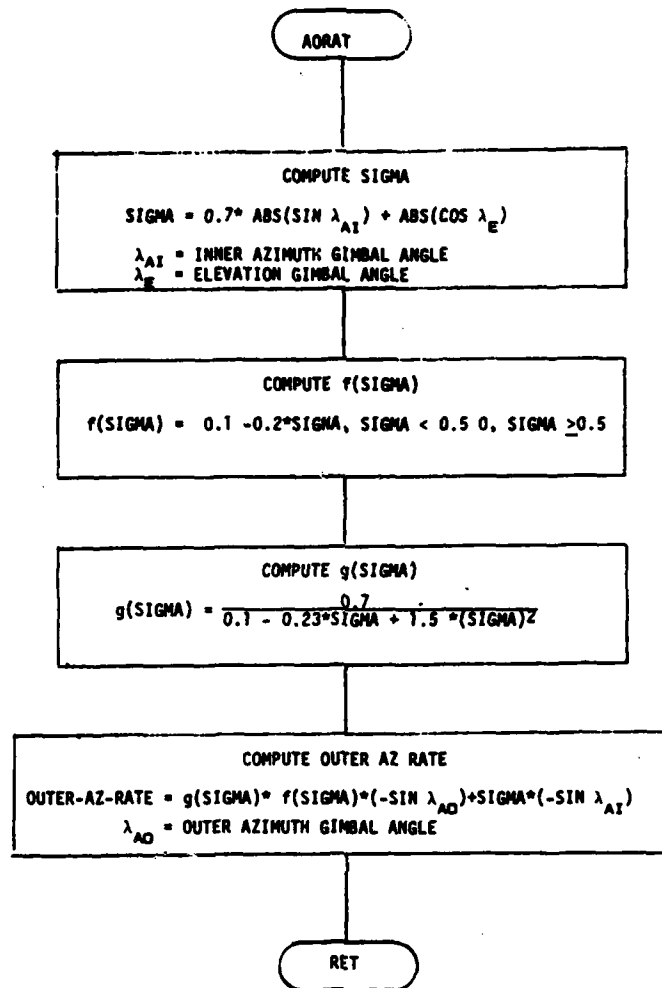 AORAT
COMPUTE SIGMA
SIGMA = 0.7* ABS(SIN λAI) + ABS(COS λE)
λAI = INNER AZIMUTH GIMBAL ANGLE
λE = ELEVATION GIMBAL ANGLE
COMPUTE f(SIGMA)
f(SIGMA) = 0.1 -0.2*SIGMA, SIGMA < 0.5 0, SIGMA ≥0.5
COMPUTE g(SIGMA)
0.7
g(SIGMA) =
0.1 - 0.23*SIGMA + 1.5 *(SIGMA)2
COMPUTE OUTER AZ RATE
OUTER-AZ-RATE = g(SIGMA)* f(SIGMA)*(-SIN λAO)+SIGMA*(-SIN λAI)
λAO = OUTER AZIMUTH GIMBAL ANGLE
RET